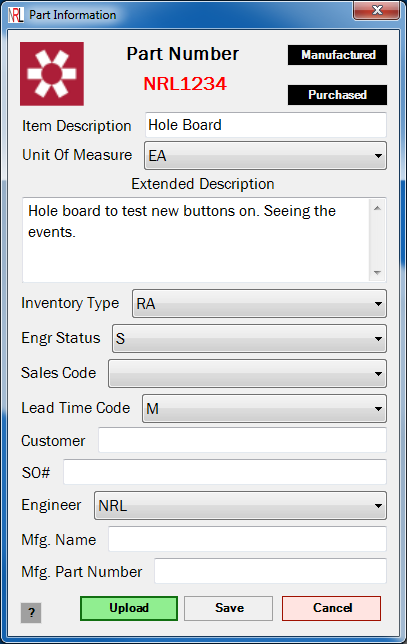 NRL Part Information
Part Number
Manufactured
NRL1234
Purchased
Item Description Hole Board
Unit Of Measure EA
Extended Description
Hole board to test new buttons on. Seeing the
events.
Inventory Type RA
Engr Status S
Sales Code
Lead Time Code M
Customer
SO#
Engineer NRL
Mfg. Name
Mfg. Part Number
? Upload Save Cancel